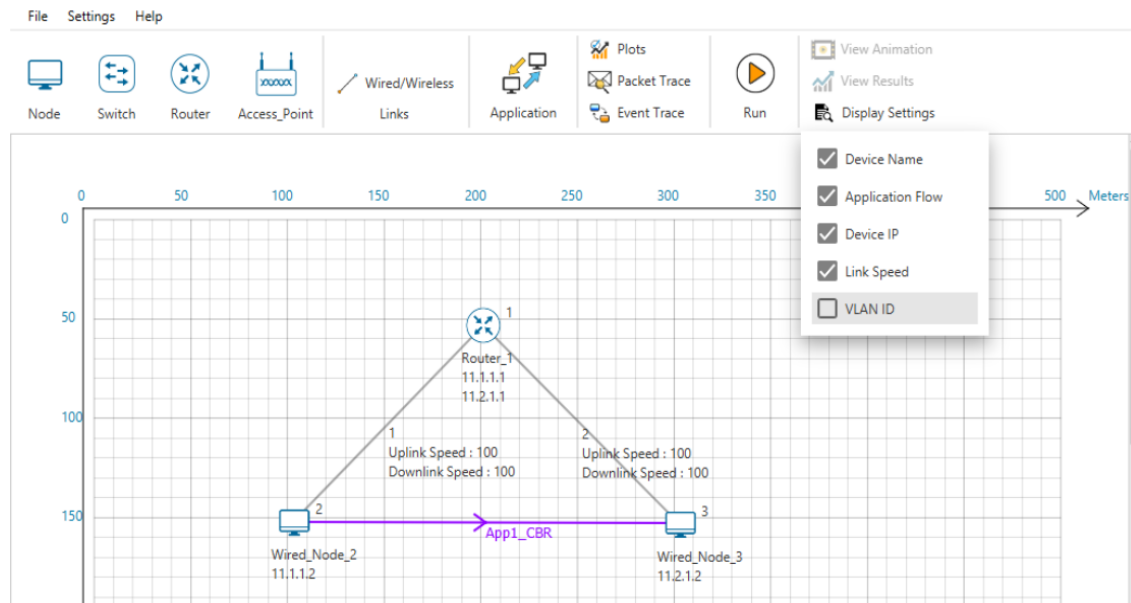 File Settings Help
Plots
View Animation
Wired/Wireless
Packet Trace
View Results
Node Switch Router Access_Point Links Application Event Trace Run Display Settings
Device Name
Application Flow
Device IP
Link Speed
VLAN ID
0 50 100 150 200 250 300 350 500 Meters
0
50
1
Router_1
11.1.1.1
11.2.1.1
100
1
Uplink Speed : 100
Downlink Speed : 100
2
Uplink Speed : 100
Downlink Speed : 100
150
2
3
App1_CBR
Wired_Node_2
11.1.1.2
Wired_Node_3
11.2.1.2